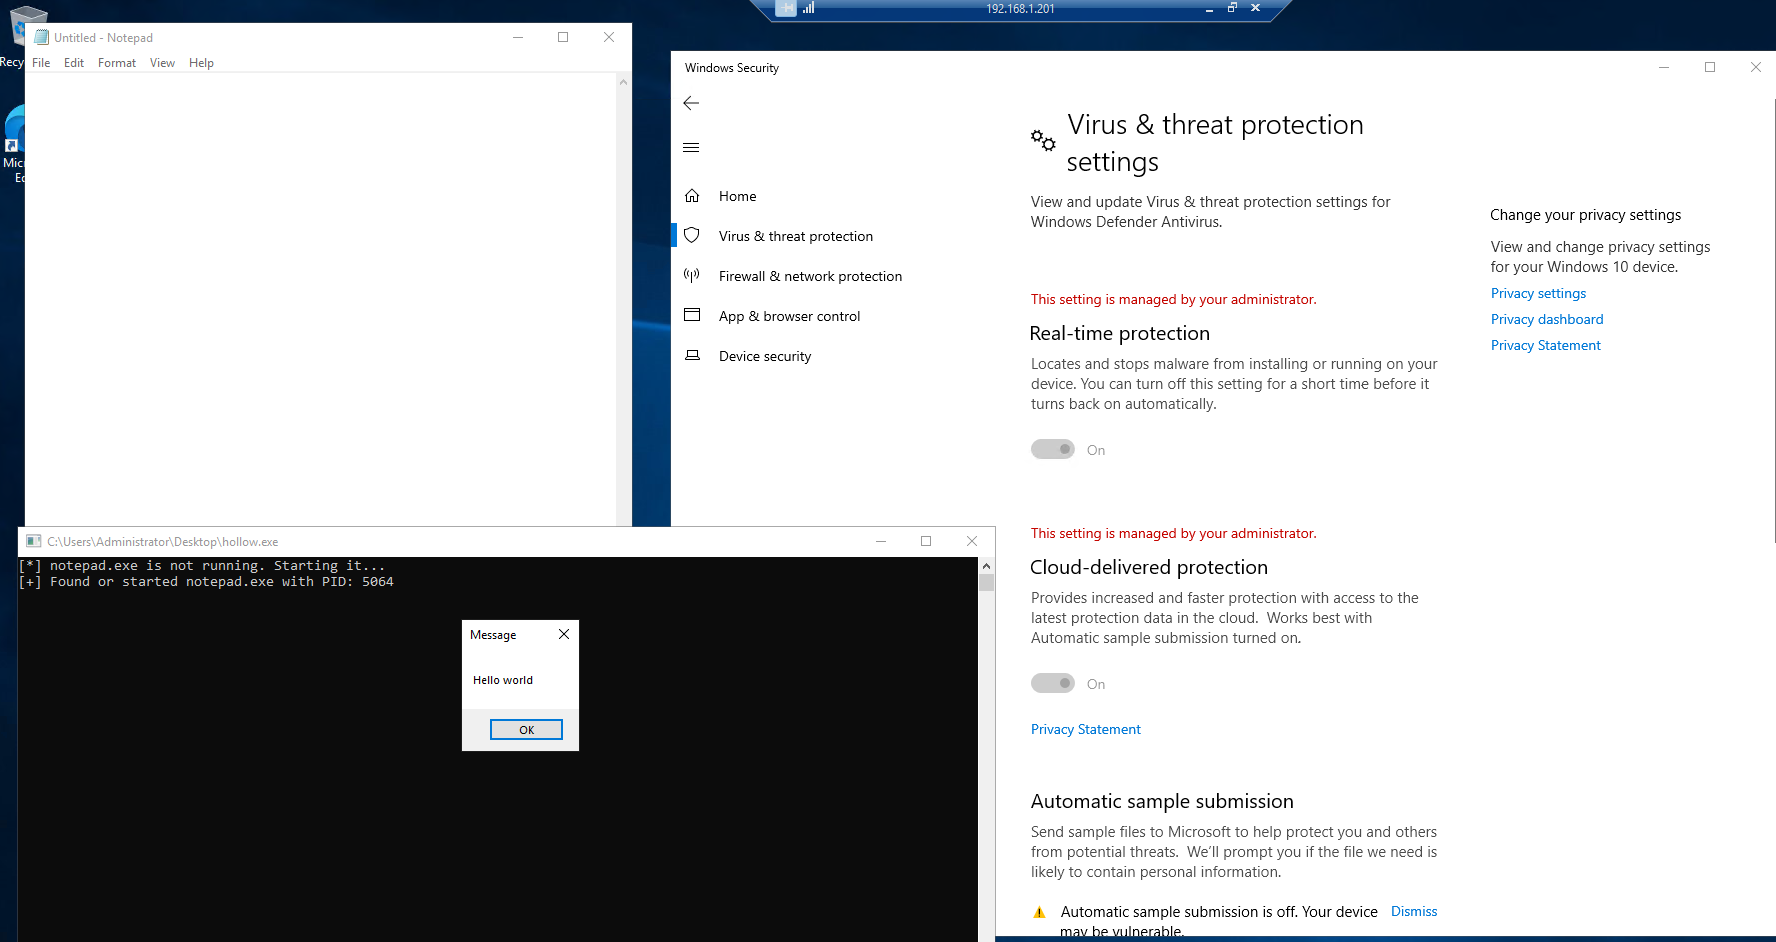 192.168.1.201
Recy
Mic
Ec
Untitled - Notepad
File Edit Format View Help
Windows Security
Home
Virus & threat protection
Firewall & network protection
App & browser control
Device security
Virus & threat protection
settings
View and update Virus & threat protection settings for
Windows Defender Antivirus.
This setting is managed by your administrator.
Real-time protection
Locates and stops malware from installing or running on your
device. You can turn off this setting for a short time before it
turns back on automatically.
On
This setting is managed by your administrator.
Cloud-delivered protection
Provides increased and faster protection with access to the
latest protection data in the cloud.  Works best with
Automatic sample submission turned on.
On
Privacy Statement
Automatic sample submission
Send sample files to Microsoft to help protect you and others
from potential threats.  We'll prompt you if the file we need is
likely to contain personal information.
Automatic sample submission is off. Your device Dismiss
may be vulnerable.
Change your privacy settings
View and change privacy settings
for your Windows 10 device.
Privacy settings
Privacy dashboard
Privacy Statement
C:\Users\Administrator\Desktop\hollow.exe
[*] notepad.exe is not running. Starting it...
[+] Found or started notepad.exe with PID: 5064
Message
Hello world
OK